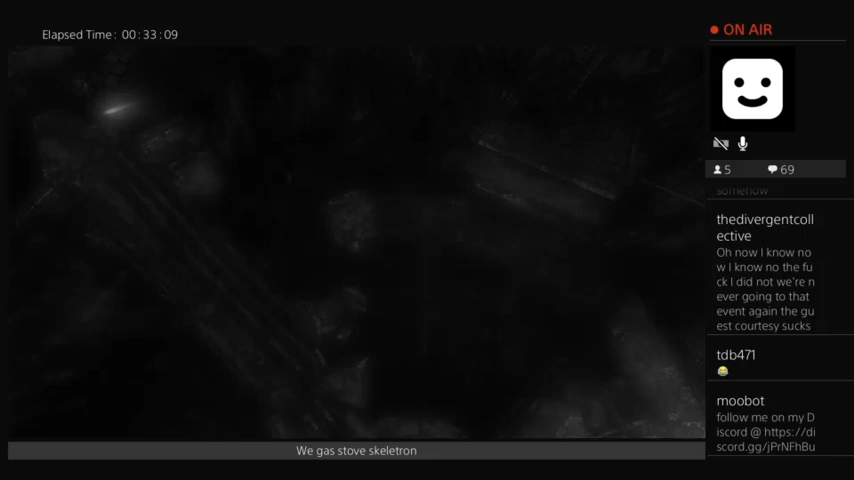 Elapsed Time: 00:33:09
ON AIR
5
69
somehow
thedivergentcoll
ective
Oh now I know no
w I know no the fu
ck I did not we're n
ever going to that
event again the gu
est courtesy sucks
tdb471
😂
moobot
follow me on my D
iscord @ https://di
scord.gg/jPrNFhBu
We gas stove skeletron